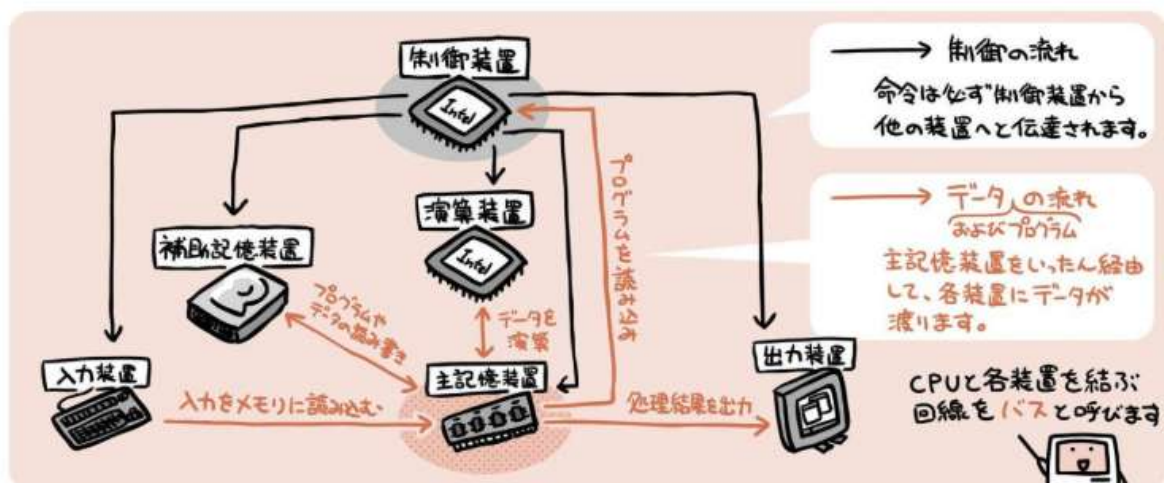 制御装置
Intel
演算装置
Intel
補助記憶装置
プログラムや
データの読み書き
データを
演算
プログラムを読み込む
入力装置
入力をメモリに読み込む
主記憶装置
処理結果を出力
出力装置
制御の流れ
命令は必ず制御装置から
他の装置へと伝達されます。
データ の流れ
およびプログラム
主記憶装置をいったん経由
して、各装置にデータが
渡ります。
CPUと各装置を結ぶ
回線をバスと呼びます